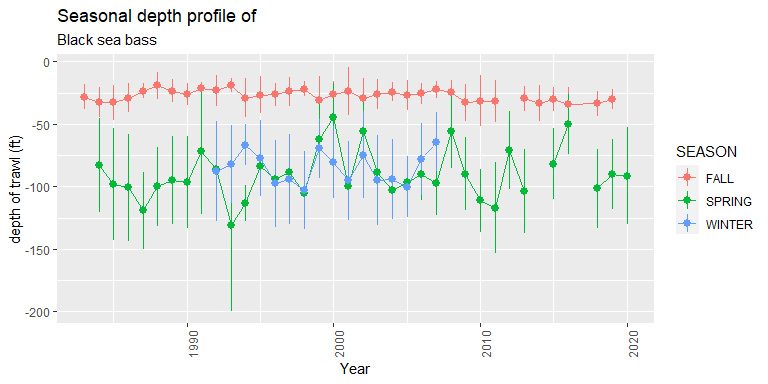 Seasonal depth profile of
Black sea bass
0
-50
-100
-150
-200
depth of trawl (ft)
1990
2000
2010
2020
Year
SEASON
FALL
SPRING
WINTER